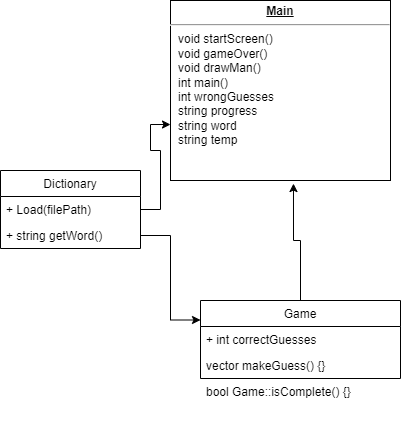 Main
void startScreen()
void gameOver()
void drawMan()
int main()
int wrongGuesses
string progress
string word
string temp
Dictionary
+ Load(filePath)
+ string getWord()
Game
+ int correctGuesses
vector makeGuess() {}
bool Game::isComplete() {}